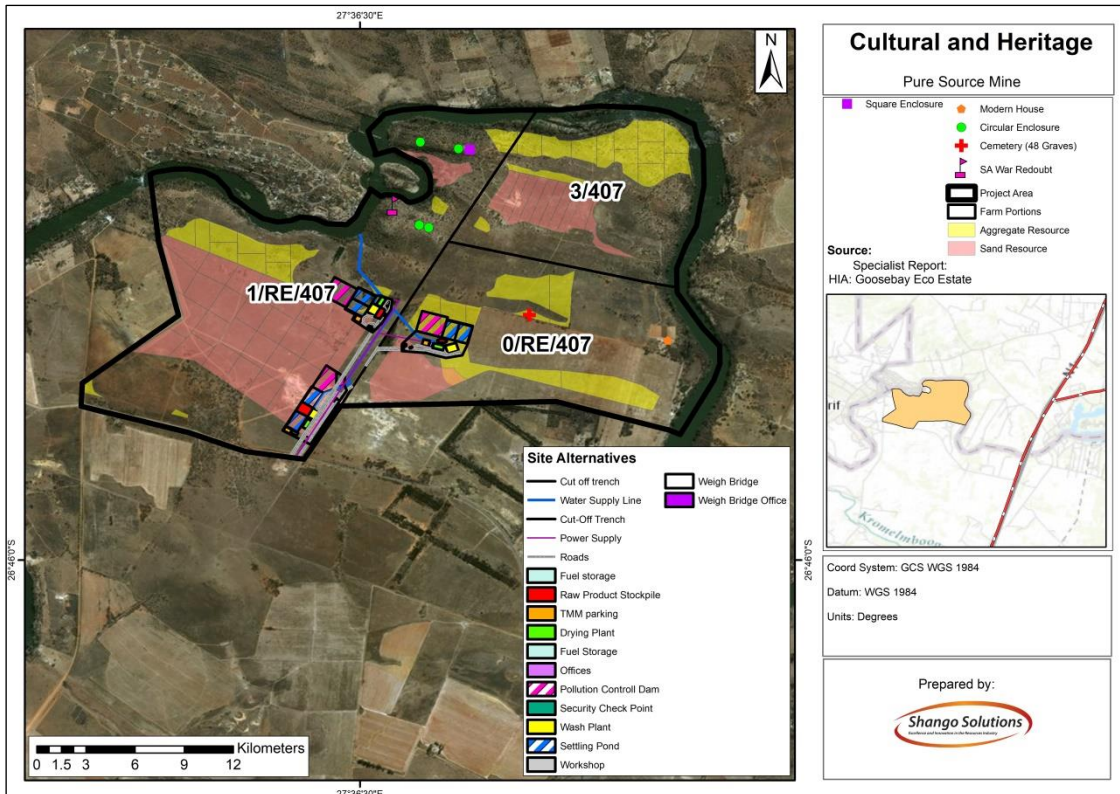 27°36'30"E
N
3/407
1/RE/407
0/RE/407
26°46'0"S
26°46'0"S
Site Alternatives
Cut off trench
Water Supply Line
Cut-Off Trench
Power Supply
Roads
Fuel storage
Raw Product Stockpile
TMM parking
Drying Plant
Fuel Storage
Offices
Pollution Controll Dam
Security Check Point
Wash Plant
Settling Pond
Workshop
Weigh Bridge
Weigh Bridge Office
Kilometers
0 1.5 3 6 9 12
27°36'30"E
Cultural and Heritage
Pure Source Mine
Square Enclosure
Modern House
Circular Enclosure
Cemetery (48 Graves)
SA War Redoubt
Project Area
Farm Portions
Aggregate Resource
Sand Resource
Source:
Specialist Report:
HIA: Goosebay Eco Estate
rif
Kromelmboog
Coord System: GCS WGS 1984
Datum: WGS 1984
Units: Degrees
Prepared by:
Shango Solutions